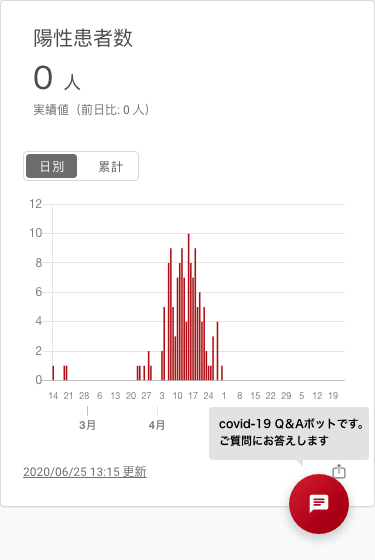 陽性患者数
0 人
実績値（前日比: 0 人）
日別 累計
12
10
8
6
4
2
0
14 21 28 6 13 20 27 3 10 17 24 1 8 15 22 29 5 12 19
3月 4月
covid-19 Q&Aボットです。
ご質問にお答えします
2020/06/25 13:15 更新